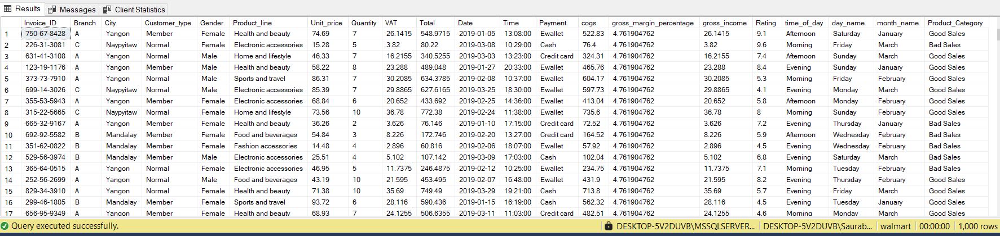 Results Messages Client Statistics
Invoice_ID Branch City Customer_type Gender Product_line Unit_price Quantity VAT Total Date Time Payment cogs gross_margin_percentage gross_income Rating time_of_day day_name month_name Product_Category
1 750-67-8428 A Yangon Member Female Health and beauty 74.69 7 26.1415 548.9715 2019-01-05 13:08:00 Ewallet 522.83 4.761904762 26.1415 9.1 Afternoon Saturday January Good Sales
2 226-31-3081 C Naypyitaw Normal Female Electronic accessories 15.28 5 3.82 80.22 2019-03-08 10:29:00 Cash 76.4 4.761904762 3.82 9.6 Morning Friday March Bad Sales
3 631-41-3108 A Yangon Normal Male Home and lifestyle 46.33 7 16.2155 340.5255 2019-03-03 13:23:00 Credit card 324.31 4.761904762 16.2155 7.4 Afternoon Sunday March Good Sales
4 123-19-1176 A Yangon Member Male Health and beauty 58.22 8 23.288 489.048 2019-01-27 20:33:00 Ewallet 465.76 4.761904762 23.288 8.4 Evening Sunday January Good Sales
5 373-73-7910 A Yangon Normal Male Sports and travel 86.31 7 30.2085 634.3785 2019-02-08 10:37:00 Ewallet 604.17 4.761904762 30.2085 5.3 Morning Friday February Good Sales
6 699-14-3026 C Naypyitaw Normal Male Electronic accessories 85.39 7 29.8865 627.6165 2019-03-25 18:30:00 Ewallet 597.73 4.761904762 29.8865 4.1 Evening Monday March Good Sales
7 355-53-5943 A Yangon Member Female Electronic accessories 68.84 6 20.652 433.692 2019-02-25 14:36:00 Ewallet 413.04 4.761904762 20.652 5.8 Afternoon Monday February Good Sales
8 315-22-5665 C Naypyitaw Normal Female Home and lifestyle 73.56 10 36.78 772.38 2019-02-24 11:38:00 Ewallet 735.6 4.761904762 36.78 8 Morning Sunday February Good Sales
9 665-32-9167 A Yangon Member Female Health and beauty 36.26 2 3.626 76.146 2019-01-10 17:15:00 Credit card 72.52 4.761904762 3.626 7.2 Evening Thursday January Bad Sales
10 692-92-5582 B Mandalay Member Female Food and beverages 54.84 3 8.226 172.746 2019-02-20 13:27:00 Credit card 164.52 4.761904762 8.226 5.9 Afternoon Wednesday February Bad Sales
11 351-62-0822 B Mandalay Member Female Fashion accessories 14.48 4 2.896 60.816 2019-02-06 18:07:00 Ewallet 57.92 4.761904762 2.896 4.5 Evening Wednesday February Bad Sales
12 529-56-3974 B Mandalay Member Male Electronic accessories 25.51 4 5.102 107.142 2019-03-09 17:03:00 Cash 102.04 4.761904762 5.102 6.8 Evening Saturday March Bad Sales
13 365-64-0515 A Yangon Normal Female Electronic accessories 46.95 5 11.7375 246.4875 2019-02-12 10:25:00 Ewallet 234.75 4.761904762 11.7375 7.1 Morning Tuesday February Bad Sales
14 252-56-2699 A Yangon Normal Male Food and beverages 43.19 10 21.595 453.495 2019-02-07 16:48:00 Ewallet 431.9 4.761904762 21.595 8.2 Evening Thursday February Good Sales
15 829-34-3910 A Yangon Normal Female Health and beauty 71.38 10 35.69 749.49 2019-03-29 19:21:00 Cash 713.8 4.761904762 35.69 5.7 Evening Friday March Good Sales
16 299-46-1805 B Mandalay Member Female Sports and travel 93.72 6 28.116 590.436 2019-01-15 16:19:00 Cash 562.32 4.761904762 28.116 4.5 Evening Tuesday January Good Sales
17 656-95-9349 A Yangon Member Female Health and beauty 68.93 7 24.1255 506.6355 2019-03-11 11:03:00 Credit card 482.51 4.761904762 24.1255 4.6 Morning Monday March Good Sales
Query executed successfully. DESKTOP-5V2DUVB\MSSQLSERVER... DESKTOP-5V2DUVB\Saurab... walmart 00:00:00 1,000 rows